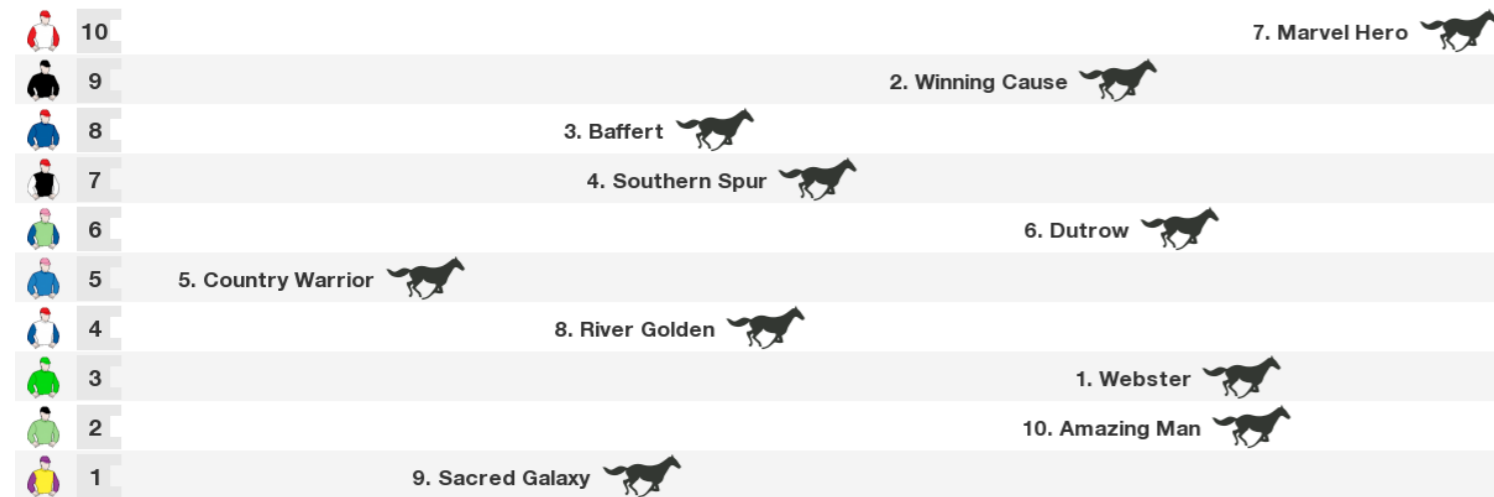 10 7. Marvel Hero
9 2. Winning Cause
8 3. Baffert
7 4. Southern Spur
6 6. Dutrow
5 5. Country Warrior
4 8. River Golden
3 1. Webster
2 10. Amazing Man
1 9. Sacred Galaxy